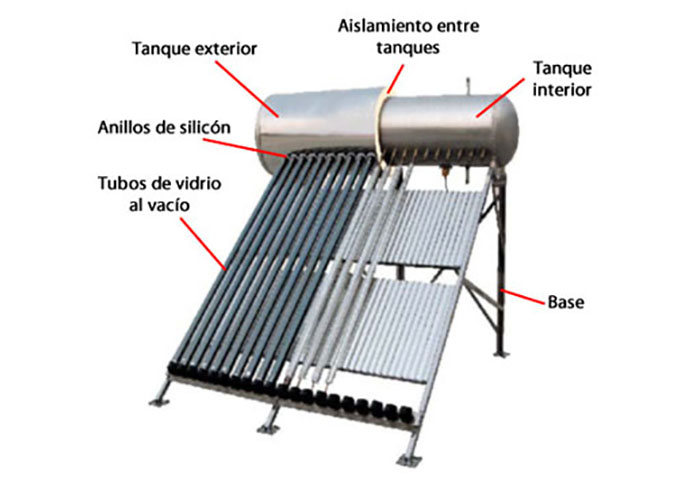 Aislamiento entre
tanques
Tanque exterior
Tanque
interior
Anillos de silicón
Tubos de vidrio
al vacío
Base